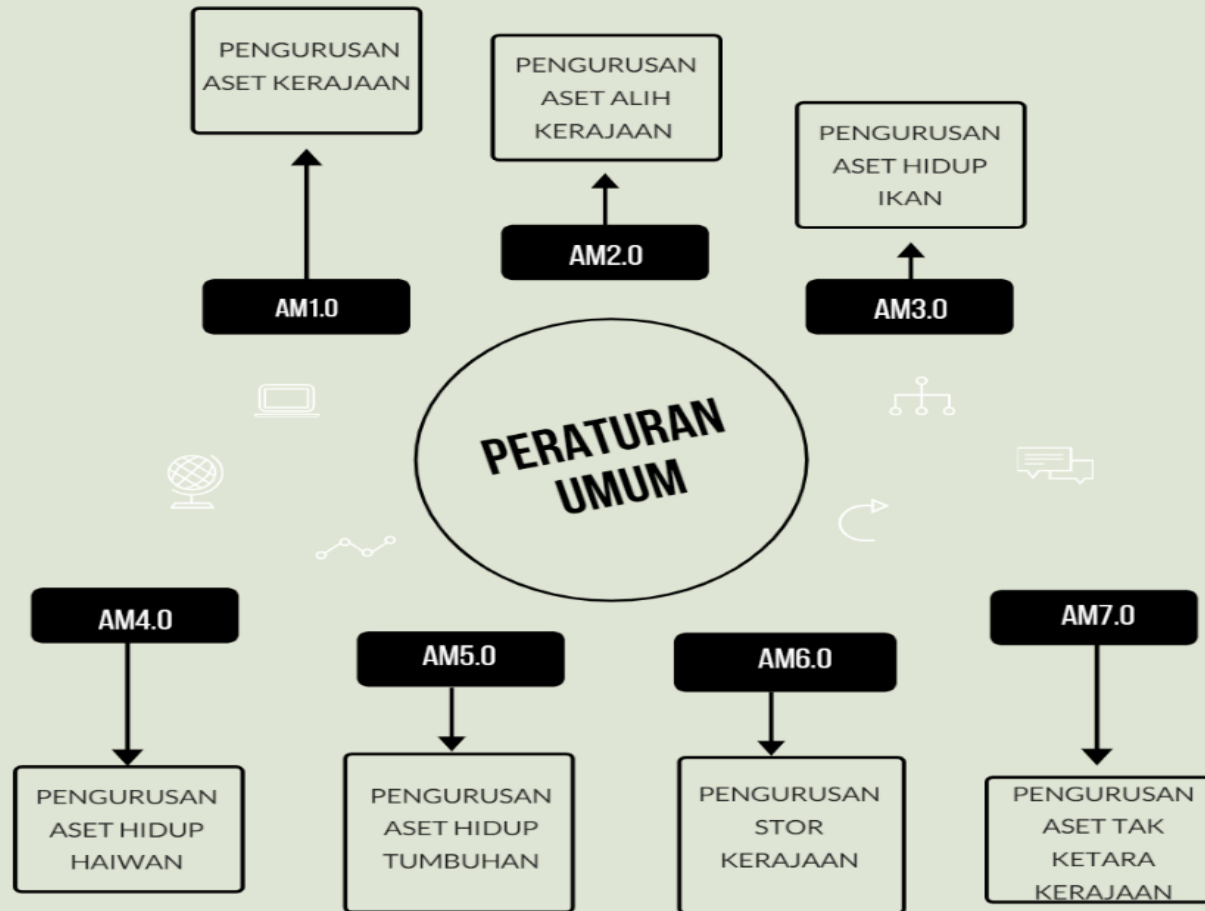 PENGURUSAN
ASET KERAJAAN
AM1.0
PENGURUSAN
ASET ALIH
KERAJAAN
AM2.0
PENGURUSAN
ASET HIDUP
IKAN
AM3.0
PERATURAN
UMUM
AM4.0
PENGURUSAN
ASET HIDUP
HAIWAN
AM5.0
PENGURUSAN
ASET HIDUP
TUMBUHAN
AM6.0
PENGURUSAN
STOR
KERAJAAN
AM7.0
PENGURUSAN
ASET TAK
KETARA
KERAJAAN